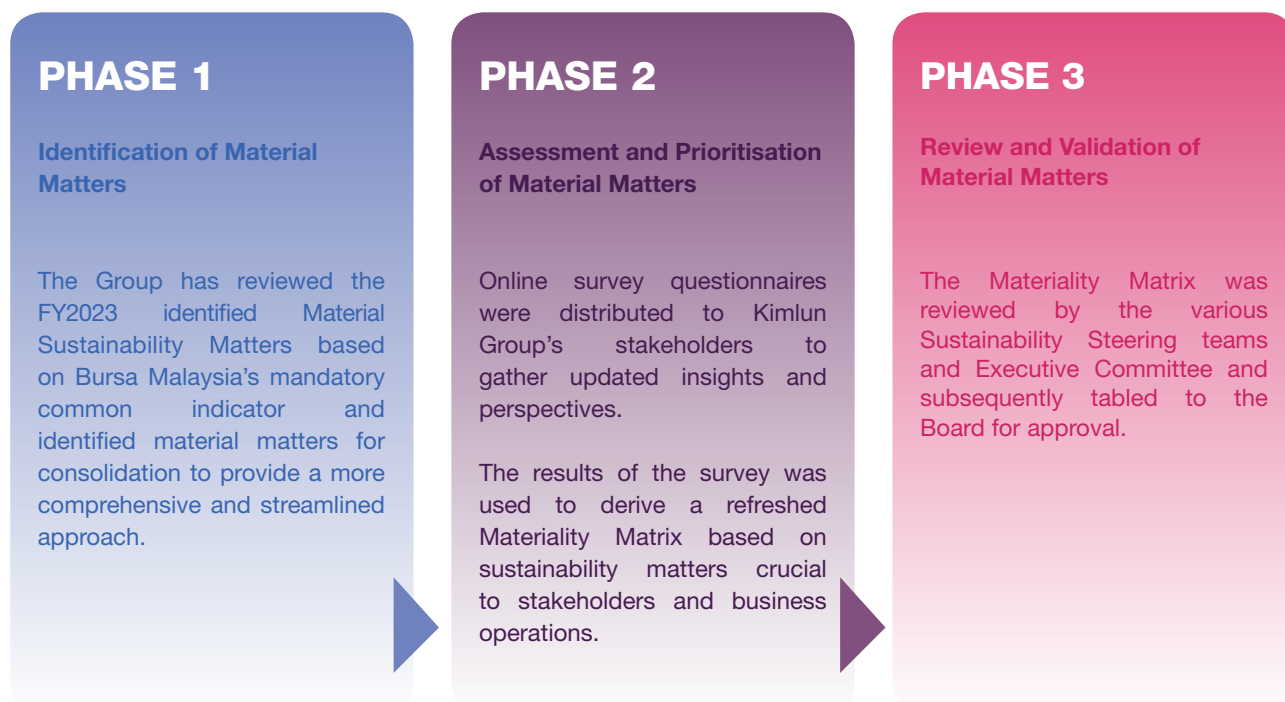 PHASE 1
Identification of Material
Matters
The Group has reviewed the
FY2023 identified Material
Sustainability Matters based
on Bursa Malaysia's mandatory
common indicator and
identified material matters for
consolidation to provide a more
comprehensive and streamlined
approach.
PHASE 2
Assessment and Prioritisation
of Material Matters
Online survey questionnaires
were distributed to Kimlun
Group's stakeholders to
gather updated insights and
perspectives.
The results of the survey was
used to derive a refreshed
Materiality Matrix based on
sustainability matters crucial
to stakeholders and business
operations.
PHASE 3
Review and Validation of
Material Matters
The Materiality Matrix was
reviewed by the various
Sustainability Steering teams
and Executive Committee and
subsequently tabled to the
Board for approval.